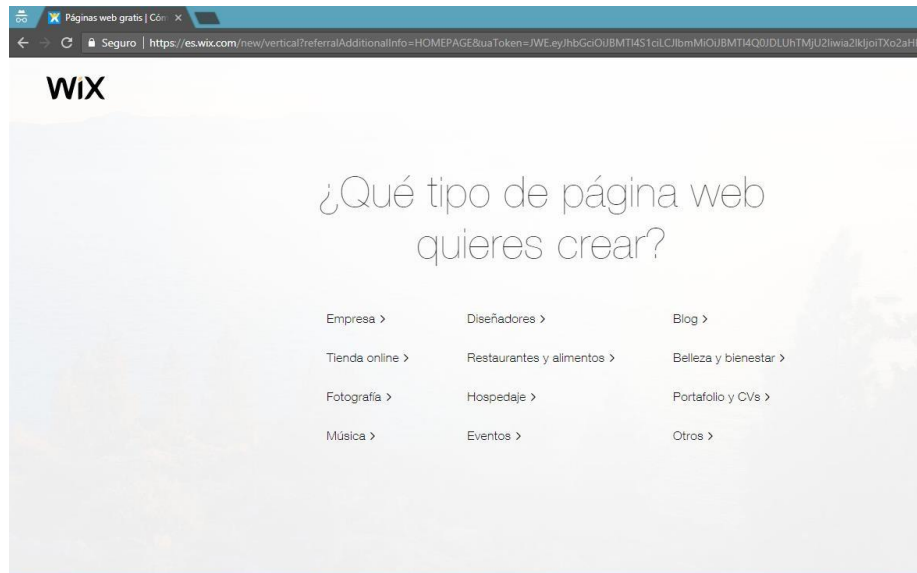 Páginas web gratis | Cóm
Seguro | https://es.wix.com/new/vertical?referralAdditionalInfo=HOMEPAGE&uaToken=JWE.eyJhbGciOiJBMTI4S1ciLCJlbmMiOiJBMTI4Q0JDLUhTMjU2Iiwia2lkIjoiTXo2aH
WiX
¿Qué tipo de página web
quieres crear?
Empresa > Diseñadores > Blog >
Tienda online > Restaurantes y alimentos > Belleza y bienestar >
Fotografía > Hospedaje > Portafolio y CVs >
Música > Eventos > Otros >